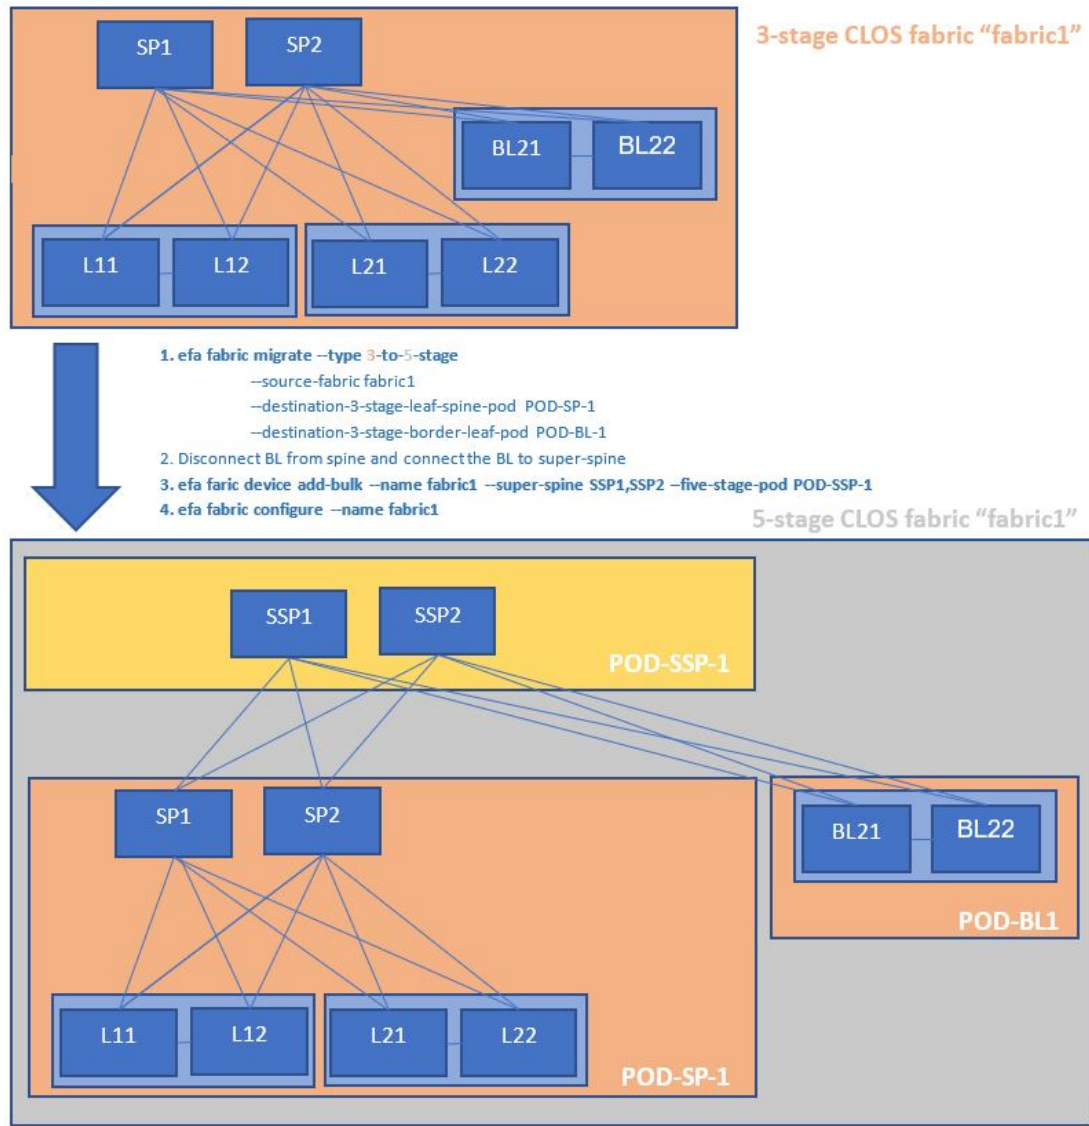 3-stage CLOS fabric “fabric1”
SP1
SP2
BL21
BL22
L11
L12
L21
L22
1. efa fabric migrate --type 3-to-5-stage
--source-fabric fabric1
--destination-3-stage-leaf-spine-pod POD-SP-1
--destination-3-stage-border-leaf-pod POD-BL-1
2. Disconnect BL from spine and connect the BL to super-spine
3. efa faric device add-bulk --name fabric1 --super-spine SSP1,SSP2 --five-stage-pod POD-SSP-1
4. efa fabric configure --name fabric1
5-stage CLOS fabric “fabric1”
SSP1
SSP2
POD-SSP-1
SP1
SP2
BL21
BL22
POD-BL1
L11
L12
L21
L22
POD-SP-1